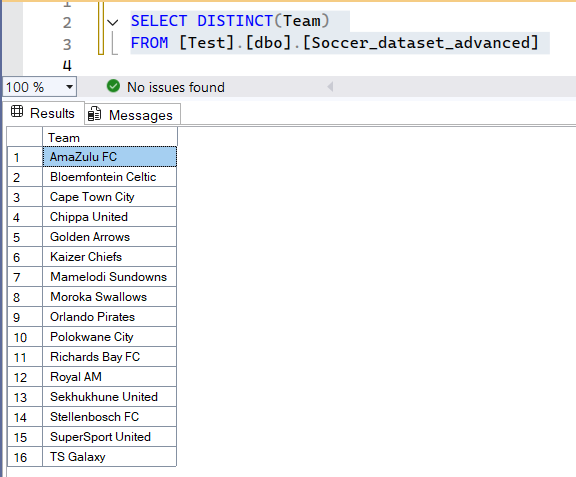 1
2 SELECT DISTINCT(Team)
3 FROM [Test].[dbo].[Soccer_dataset_advanced]
4
100 % No issues found
Results Messages
Team
1 AmaZulu FC
2 Bloemfontein Celtic
3 Cape Town City
4 Chippa United
5 Golden Arrows
6 Kaizer Chiefs
7 Mamelodi Sundowns
8 Moroka Swallows
9 Orlando Pirates
10 Polokwane City
11 Richards Bay FC
12 Royal AM
13 Sekhukhune United
14 Stellenbosch FC
15 SuperSport United
16 TS Galaxy